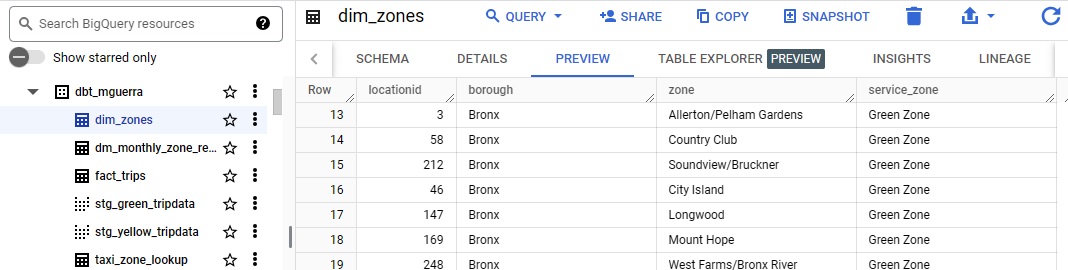 Search BigQuery resources
Show starred only
dbt_mguerra
dim_zones
dm_monthly_zone_re...
fact_trips
stg_green_tripdata
stg_yellow_tripdata
taxi_zone_lookup
dim_zones QUERY SHARE COPY SNAPSHOT
SCHEMA DETAILS PREVIEW TABLE EXPLORER PREVIEW INSIGHTS LINEAGE
Row locationid borough zone service_zone
13 3 Bronx Allerton/Pelham Gardens Green Zone
14 58 Bronx Country Club Green Zone
15 212 Bronx Soundview/Bruckner Green Zone
16 46 Bronx City Island Green Zone
17 147 Bronx Longwood Green Zone
18 169 Bronx Mount Hope Green Zone
19 248 Bronx West Farms/Bronx River Green Zone